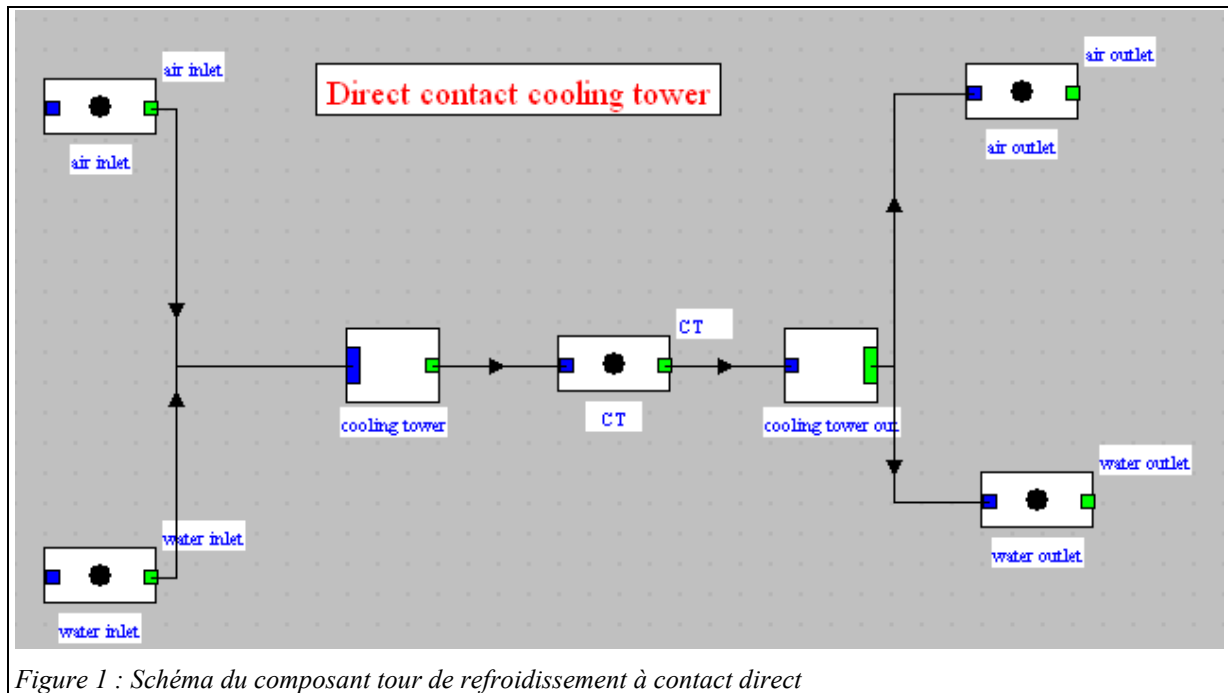 air inlet
air inlet
Direct contact cooling tower
air outlet
air outlet
CT
cooling tower
CT
cooling tower out
water outlet
water outlet
water inlet
water inlet
Figure 1 : Schéma du composant tour de refroidissement à contact direct